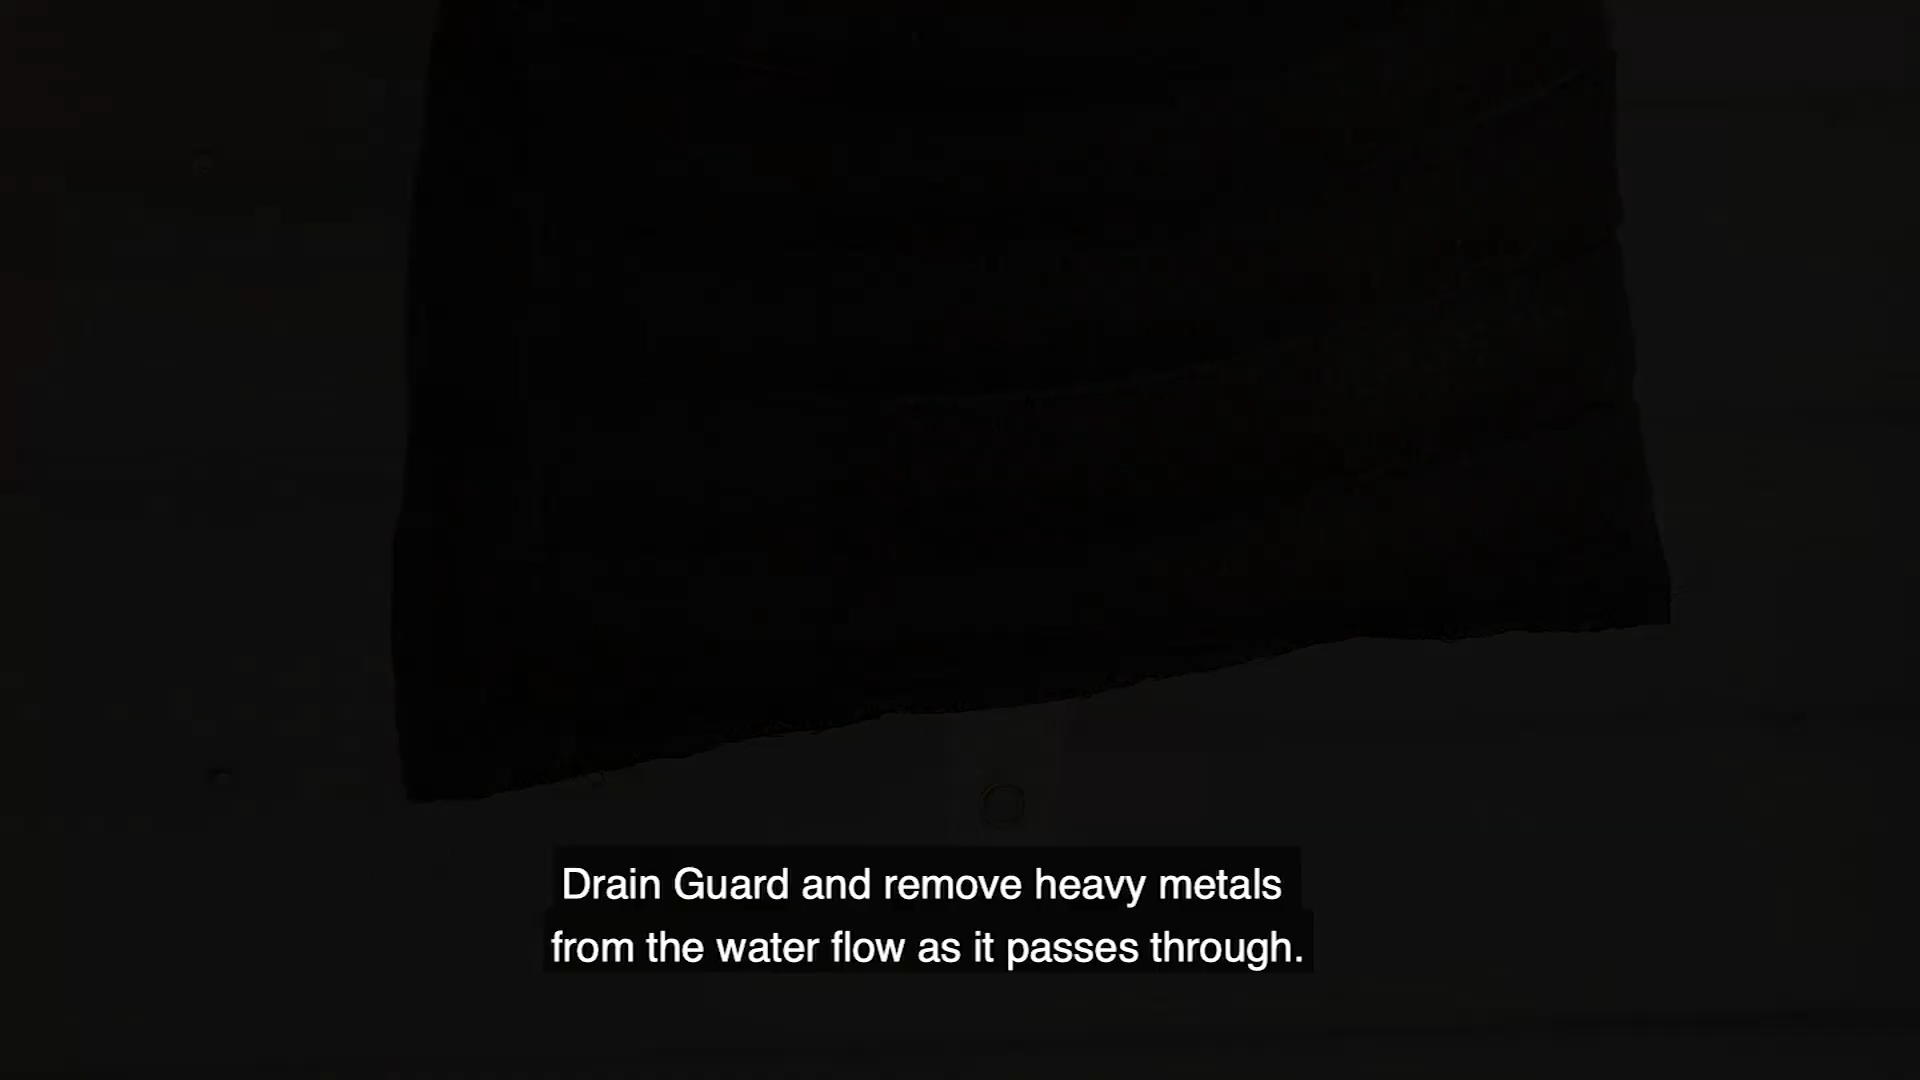 Drain Guard and remove heavy metals
from the water flow as it passes through.